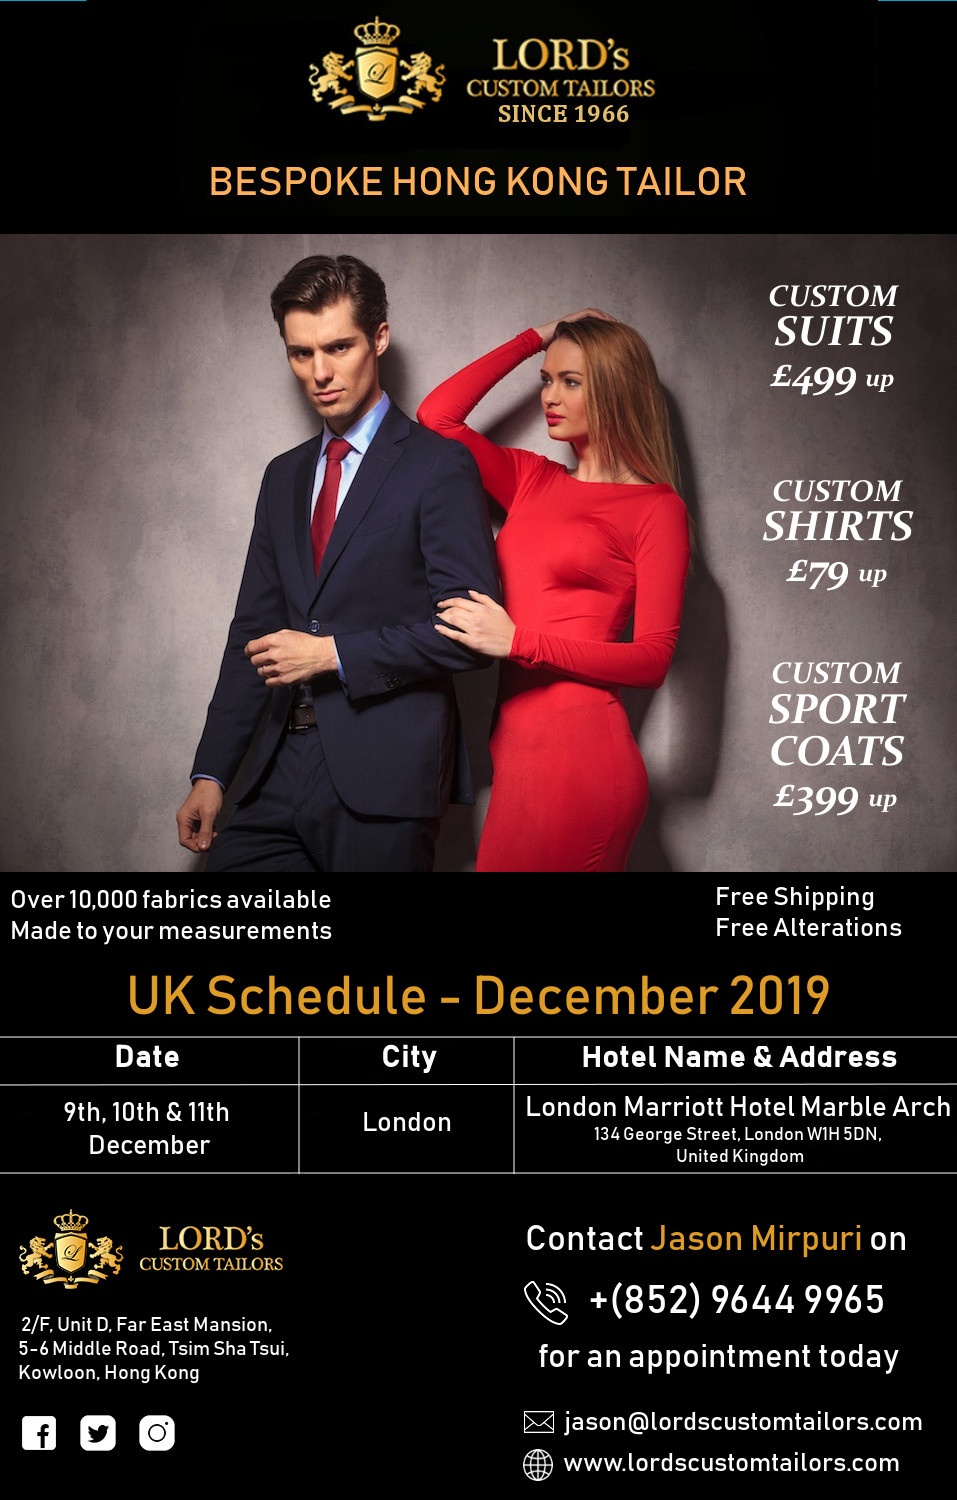 LORD's
CUSTOM TAILORS
SINCE 1966
BESPOKE HONG KONG TAILOR
CUSTOM
SUITS
£499 up
CUSTOM
SHIRTS
£79 up
CUSTOM
SPORT
COATS
£399 up
Over 10,000 fabrics available
Made to your measurements
Free Shipping
Free Alterations
UK Schedule - December 2019
Date City Hotel Name & Address
9th, 10th & 11th
December
London
London Marriott Hotel Marble Arch
134 George Street, London W1H 5DN,
United Kingdom
L
LORD's
CUSTOM TAILORS
2/F, Unit D, Far East Mansion,
5-6 Middle Road, Tsim Sha Tsui,
Kowloon, Hong Kong
Contact Jason Mirpuri on
+(852) 9644 9965
for an appointment today
jason@lordscustomtailors.com
www.lordscustomtailors.com